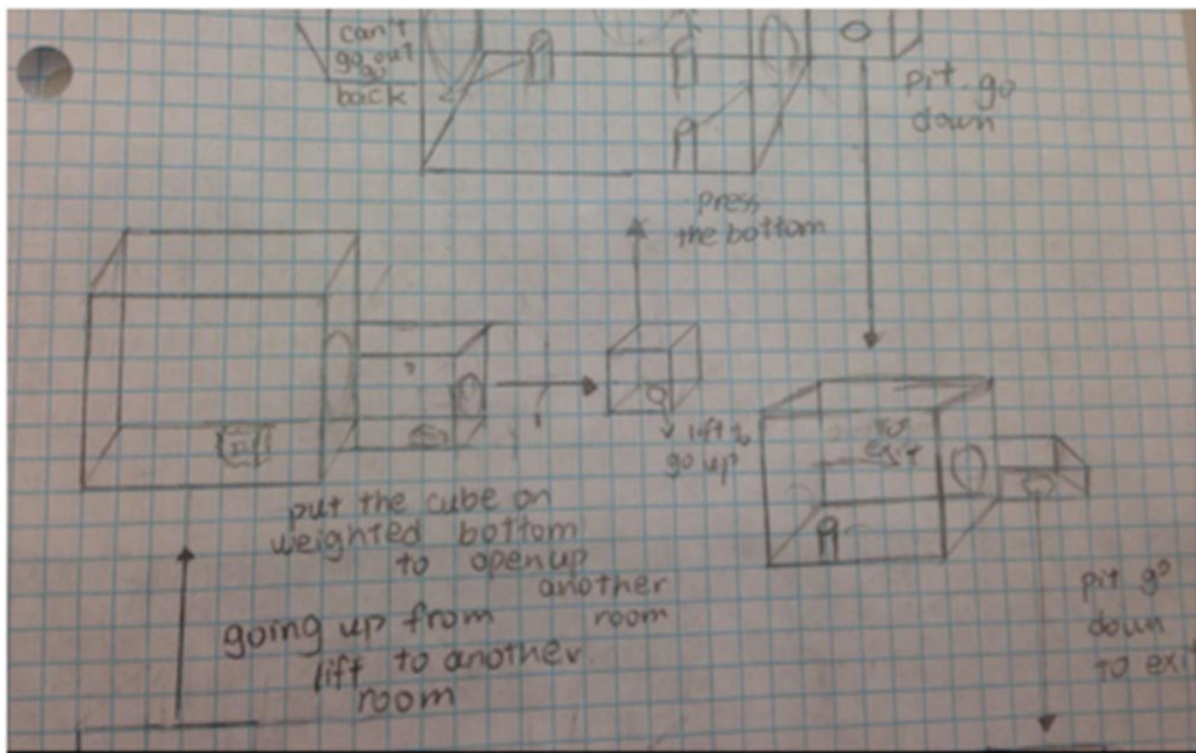 can't
go out
go
back
pit. go
down
press
the bottom
lift to
go up
to
exit
put the cube on
weighted bottom
to open up
another
room
going up from
lift to another
room
pit go
down
to exi